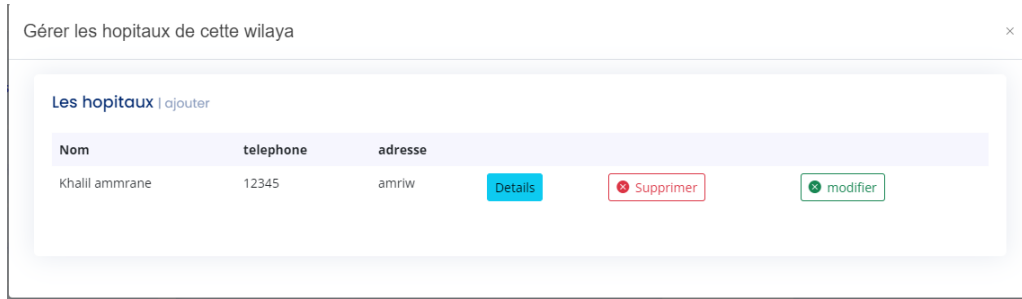 Gérer les hopitaux de cette wilaya ×
Les hopitaux | ajouter
Nom telephone adresse
Khalil ammrane 12345 amriw Details Supprimer modifier